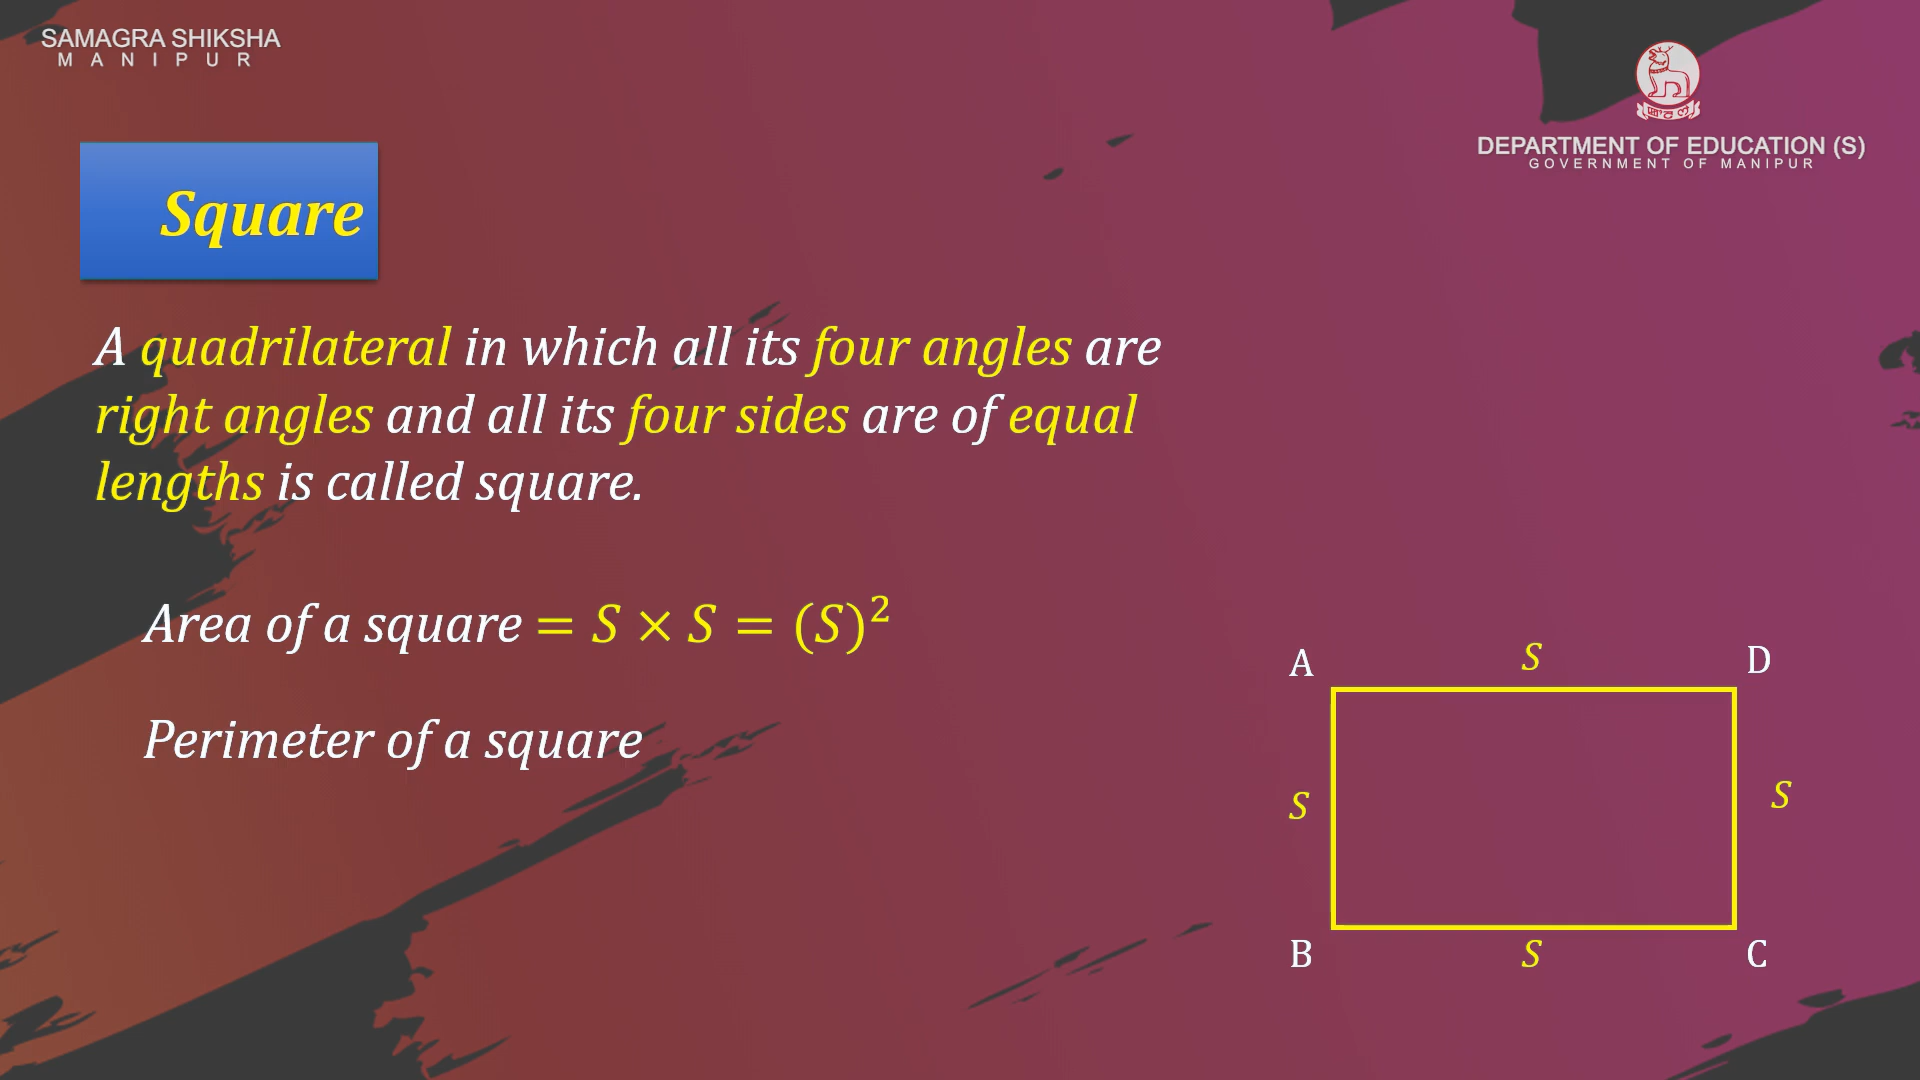 SAMAGRA SHIKSHA
MANIPUR
DEPARTMENT OF EDUCATION (S)
GOVERNMENT OF MANIPUR
Square
A quadrilateral in which all its four angles are
right angles and all its four sides are of equal
lengths is called square.
Area of a square = S × S = (S)²
Perimeter of a square
A S D
S S
B S C